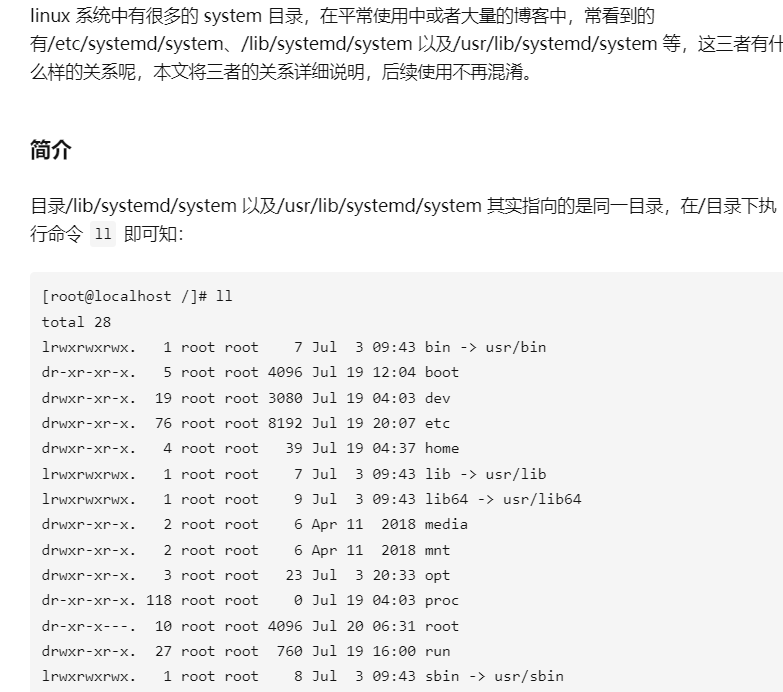 linux 系统中有很多的 system 目录，在平常使用中或者大量的博客中，常看到的
有/etc/systemd/system、/lib/systemd/system 以及/usr/lib/systemd/system 等，这三者有什
么样的关系呢，本文将三者的关系详细说明，后续使用不再混淆。
简介
目录/lib/systemd/system 以及/usr/lib/systemd/system 其实指向的是同一目录，在/目录下执
行命令 ll 即可知：
[root@localhost /]# ll
total 28
lrwxrwxrwx.   1 root root    7 Jul  3 09:43 bin -> usr/bin
dr-xr-xr-x.   5 root root 4096 Jul 19 12:04 boot
drwxr-xr-x.  19 root root 3080 Jul 19 04:03 dev
drwxr-xr-x.  76 root root 8192 Jul 19 20:07 etc
drwxr-xr-x.   4 root root   39 Jul 19 04:37 home
lrwxrwxrwx.   1 root root    7 Jul  3 09:43 lib -> usr/lib
lrwxrwxrwx.   1 root root    9 Jul  3 09:43 lib64 -> usr/lib64
drwxr-xr-x.   2 root root    6 Apr 11  2018 media
drwxr-xr-x.   2 root root    6 Apr 11  2018 mnt
drwxr-xr-x.   3 root root   23 Jul  3 20:33 opt
dr-xr-xr-x. 118 root root    0 Jul 19 04:03 proc
dr-xr-x---.  10 root root 4096 Jul 20 06:31 root
drwxr-xr-x.  27 root root  760 Jul 19 16:00 run
lrwxrwxrwx.   1 root root    8 Jul  3 09:43 sbin -> usr/sbin